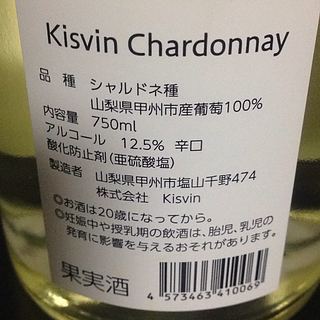 Kisvin Chardonnay
品 種 シャルドネ種
山梨県甲州市産葡萄100%
内容量 750ml
アルコール 12.5% 辛口
酸化防止剤（亜硫酸塩）
製造者 山梨県甲州市塩山千野474
株式会社 Kisvin
◎お酒は20歳になってから。
◎妊娠中や授乳期の飲酒は、胎児、乳児の
発育に影響を与えるおそれがあります。
果実酒
4 573463 410069